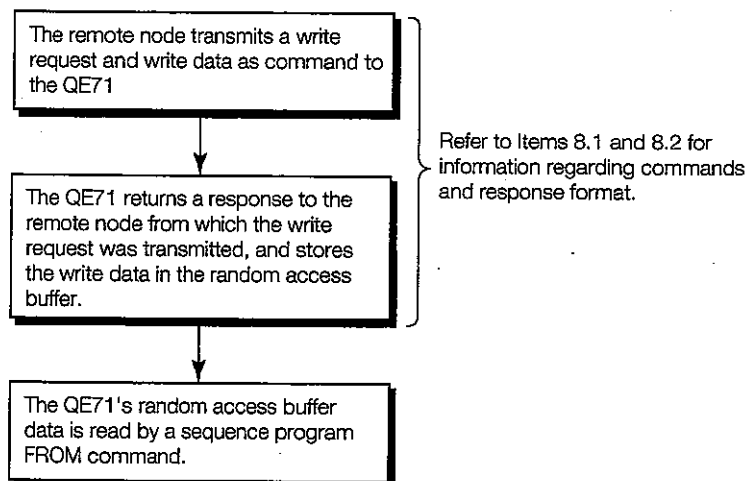 The remote node transmits a write
request and write data as command to
the QE71
Refer to Items 8.1 and 8.2 for
information regarding commands
and response format.
The QE71 returns a response to the
remote node from which the write
request was transmitted, and stores
the write data in the random access
buffer.
The QE71's random access buffer
data is read by a sequence program
FROM command.